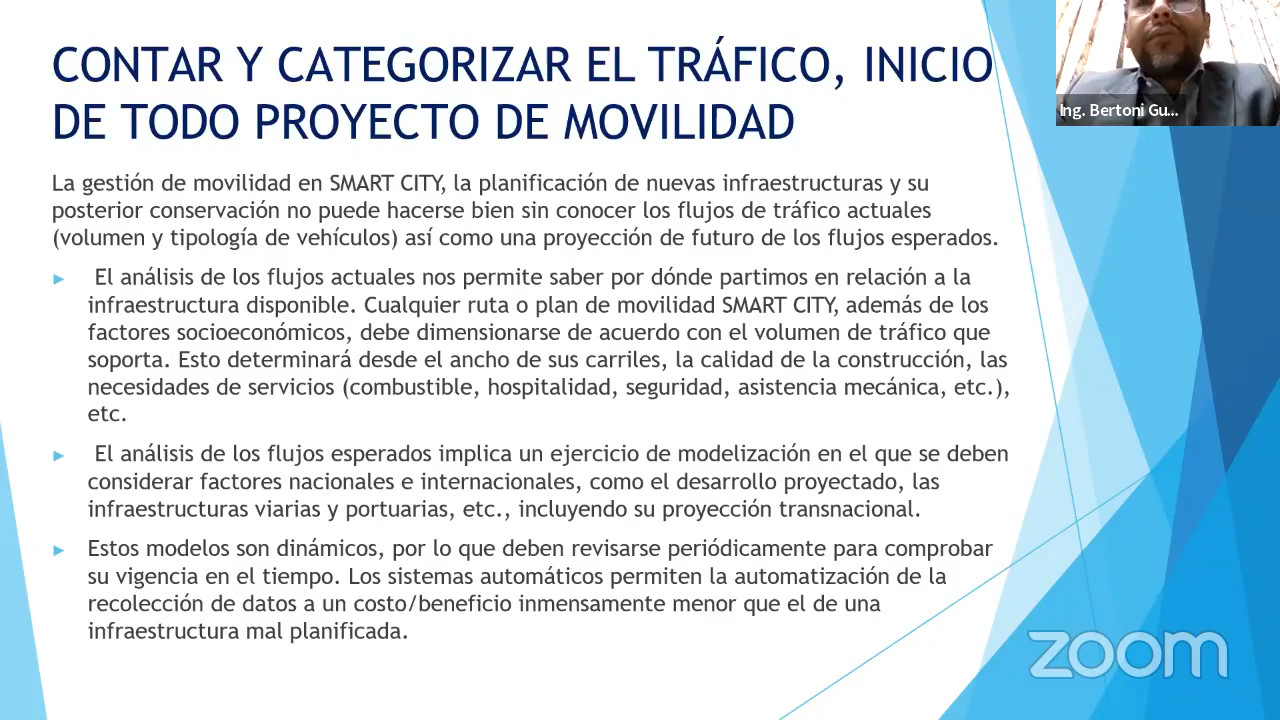 CONTAR Y CATEGORIZAR EL TRÁFICO, INICIO
DE TODO PROYECTO DE MOVILIDAD
La gestión de movilidad en SMART CITY, la planificación de nuevas infraestructuras y su
posterior conservación no puede hacerse bien sin conocer los flujos de tráfico actuales
(volumen y tipología de vehículos) así como una proyección de futuro de los flujos esperados.
El análisis de los flujos actuales nos permite saber por dónde partimos en relación a la
infraestructura disponible. Cualquier ruta o plan de movilidad SMART CITY, además de los
factores socioeconómicos, debe dimensionarse de acuerdo con el volumen de tráfico que
soporta. Esto determinará desde el ancho de sus carriles, la calidad de la construcción, las
necesidades de servicios (combustible, hospitalidad, seguridad, asistencia mecánica, etc.),
etc.
El análisis de los flujos esperados implica un ejercicio de modelización en el que se deben
considerar factores nacionales e internacionales, como el desarrollo proyectado, las
infraestructuras viarias y portuarias, etc., incluyendo su proyección transnacional.
Estos modelos son dinámicos, por lo que deben revisarse periódicamente para comprobar
su vigencia en el tiempo. Los sistemas automáticos permiten la automatización de la
recolección de datos a un costo/beneficio inmensamente menor que el de una
infraestructura mal planificada.
Ing. Bertoni Gu...
zoom